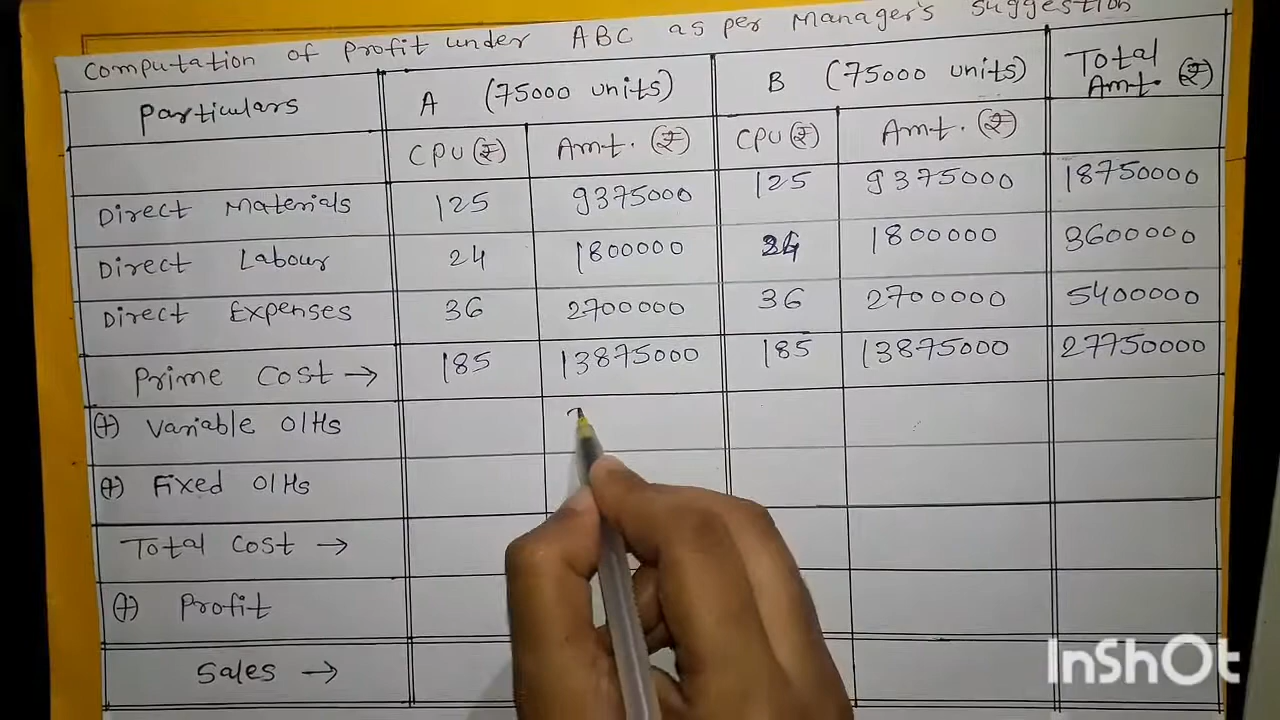 Computation of Profit under ABC as per Manager's Suggestion
Particulars A (75000 units) B (75000 units) Total Amt. (₹)
CPU (₹) Amt. (₹) CPU (₹) Amt. (₹)
Direct Materials 125 9375000 125 9375000 18750000
Direct Labour 24 1800000 24 1800000 3600000
Direct Expenses 36 2700000 36 2700000 5400000
Prime Cost → 185 13875000 185 13875000 27750000
(+) Variable O/Hs
(+) Fixed O/Hs
Total Cost →
(+) Profit
Sales →
InShOt